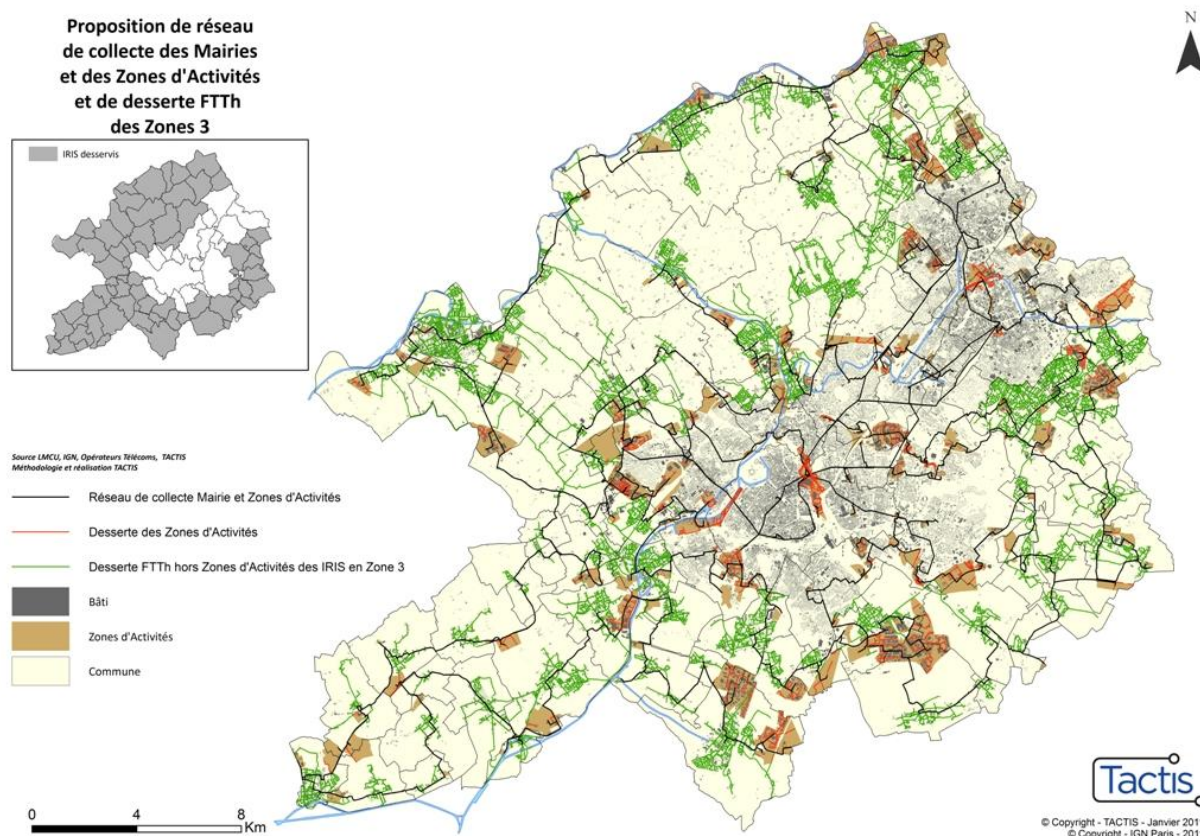 Proposition de réseau
de collecte des Mairies
et des Zones d'Activités
et de desserte FTTh
des Zones 3
N
IRIS desservis
Source LMCU, IGN, Opérateurs Télécoms, TACTIS
Méthodologie et réalisation TACTIS
Réseau de collecte Mairie et Zones d'Activités
Desserte des Zones d'Activités
Desserte FTTh hors Zones d'Activités des IRIS en Zone 3
Bâti
Zones d'Activités
Commune
0 4 8
Km
Tactis
© Copyright - TACTIS - Janvier 201
© Copyright - IGN Paris - 201